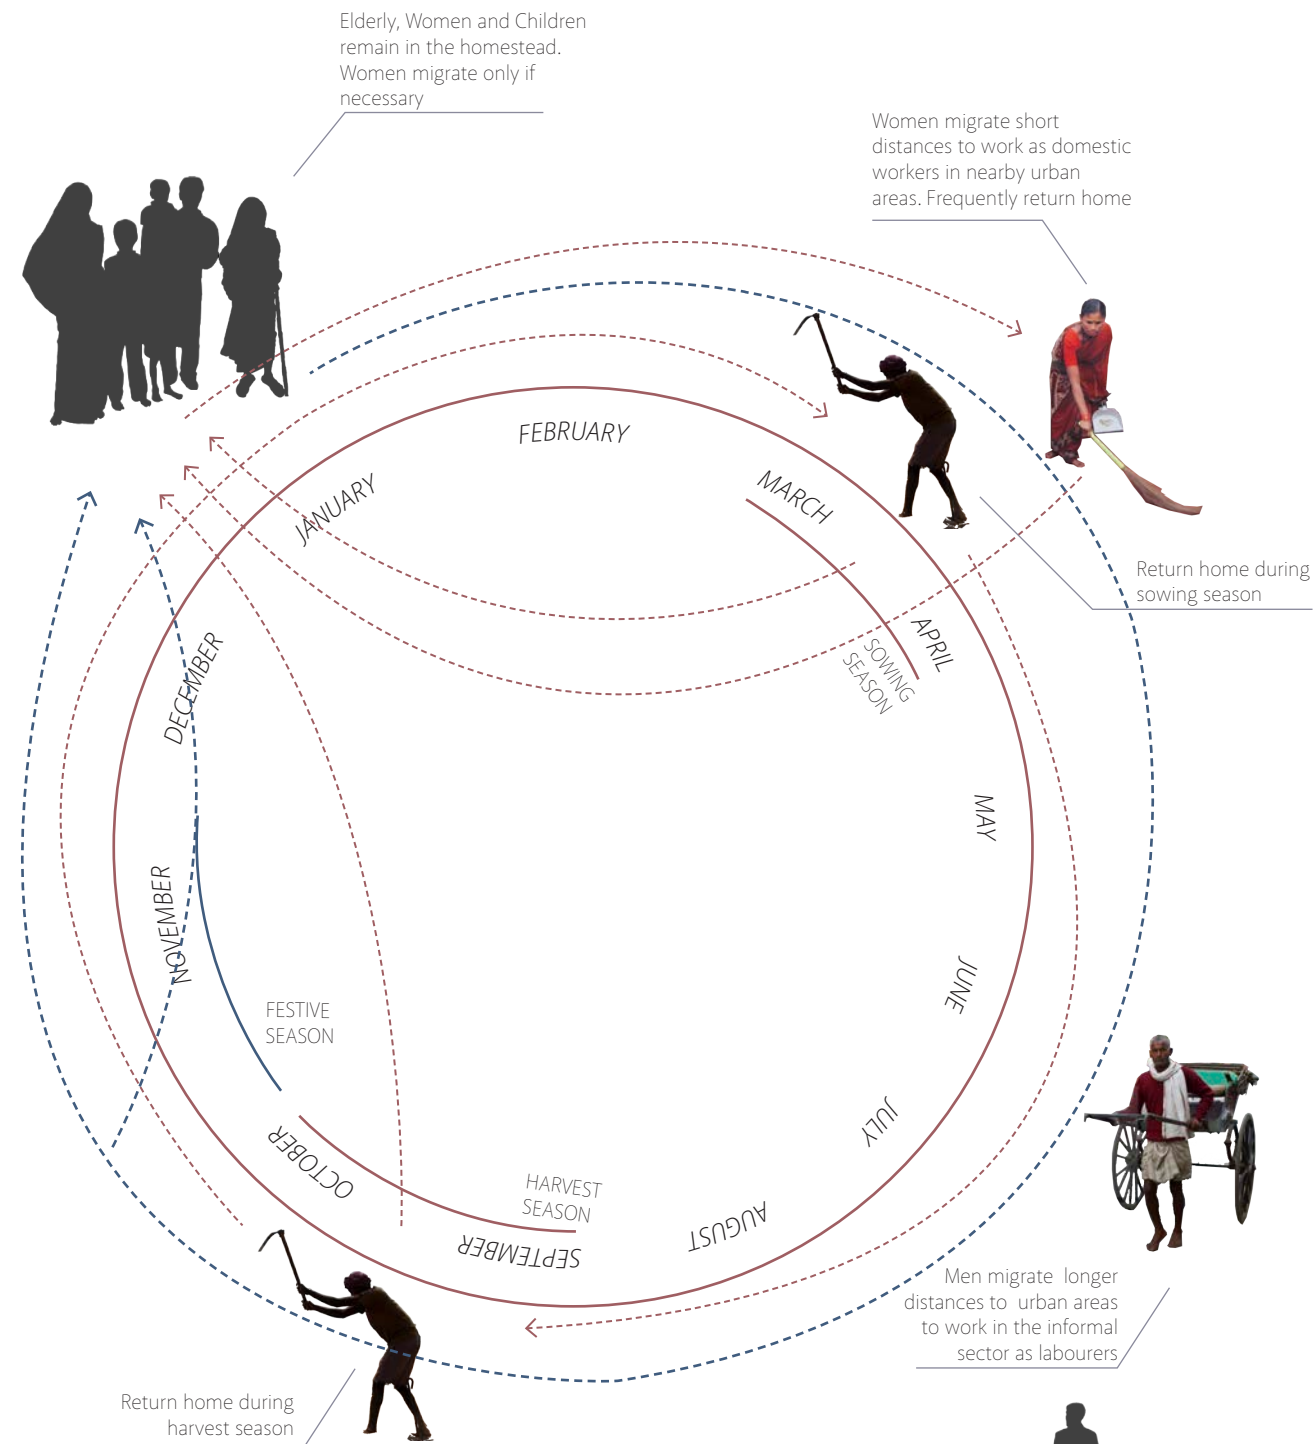 Elderly, Women and Children
remain in the homestead.
Women migrate only if
necessary
Women migrate short
distances to work as domestic
workers in nearby urban
areas. Frequently return home
FEBRUARY
JANUARY
MARCH
Return home during
sowing season
APRIL
SOWING
SEASON
DECEMBER
MAY
NOVEMBER
JUNE
FESTIVE
SEASON
JULY
OCTOBER
HARVEST
SEASON
AUGUST
SEPTEMBER
Men migrate longer
distances to urban areas
to work in the informal
sector as labourers
Return home during
harvest season